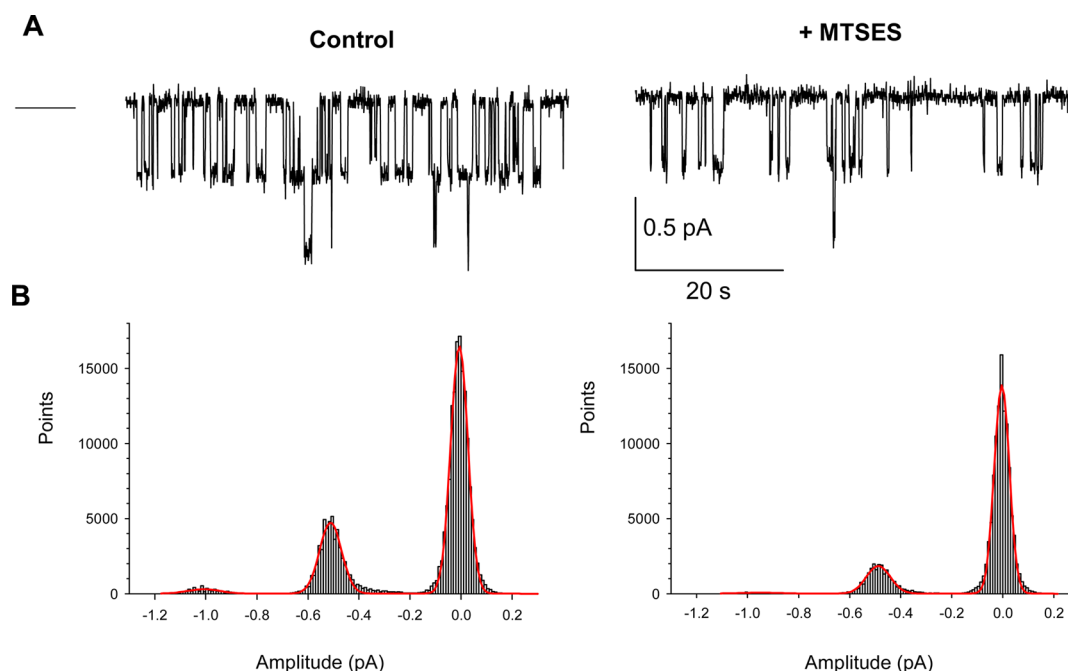 A
Control
+ MTSES
0.5 pA
20 s
B
Points
15000
10000
5000
0
-1.2 -1.0 -0.8 -0.6 -0.4 -0.2 0.0 0.2
Amplitude (pA)
Points
15000
10000
5000
0
-1.2 -1.0 -0.8 -0.6 -0.4 -0.2 0.0 0.2
Amplitude (pA)